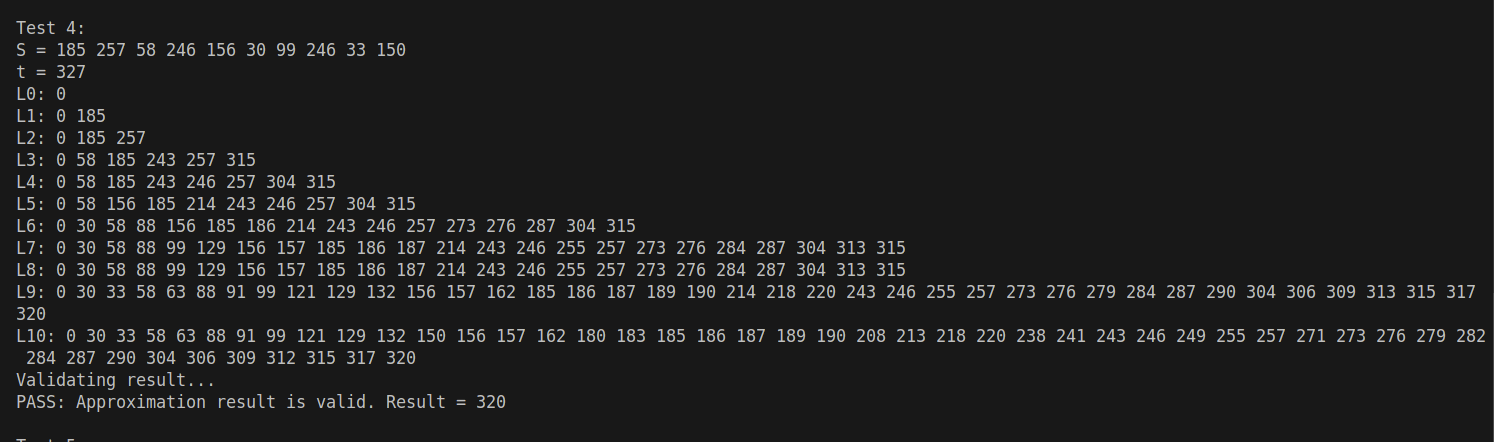 Test 4:
S = 185 257 58 246 156 30 99 246 33 150
t = 327
L0: 0
L1: 0 185
L2: 0 185 257
L3: 0 58 185 243 257 315
L4: 0 58 185 243 246 257 304 315
L5: 0 58 156 185 214 243 246 257 304 315
L6: 0 30 58 88 156 185 186 214 243 246 257 273 276 287 304 315
L7: 0 30 58 88 99 129 156 157 185 186 187 214 243 246 255 257 273 276 284 287 304 313 315
L8: 0 30 58 88 99 129 156 157 185 186 187 214 243 246 255 257 273 276 284 287 304 313 315
L9: 0 30 33 58 63 88 91 99 121 129 132 156 157 162 185 186 187 189 190 214 218 220 243 246 255 257 273 276 279 284 287 290 304 306 309 313 315 317
320
L10: 0 30 33 58 63 88 91 99 121 129 132 150 156 157 162 180 183 185 186 187 189 190 208 213 218 220 238 241 243 246 249 255 257 271 273 276 279 282
284 287 290 304 306 309 312 315 317 320
Validating result...
PASS: Approximation result is valid. Result = 320